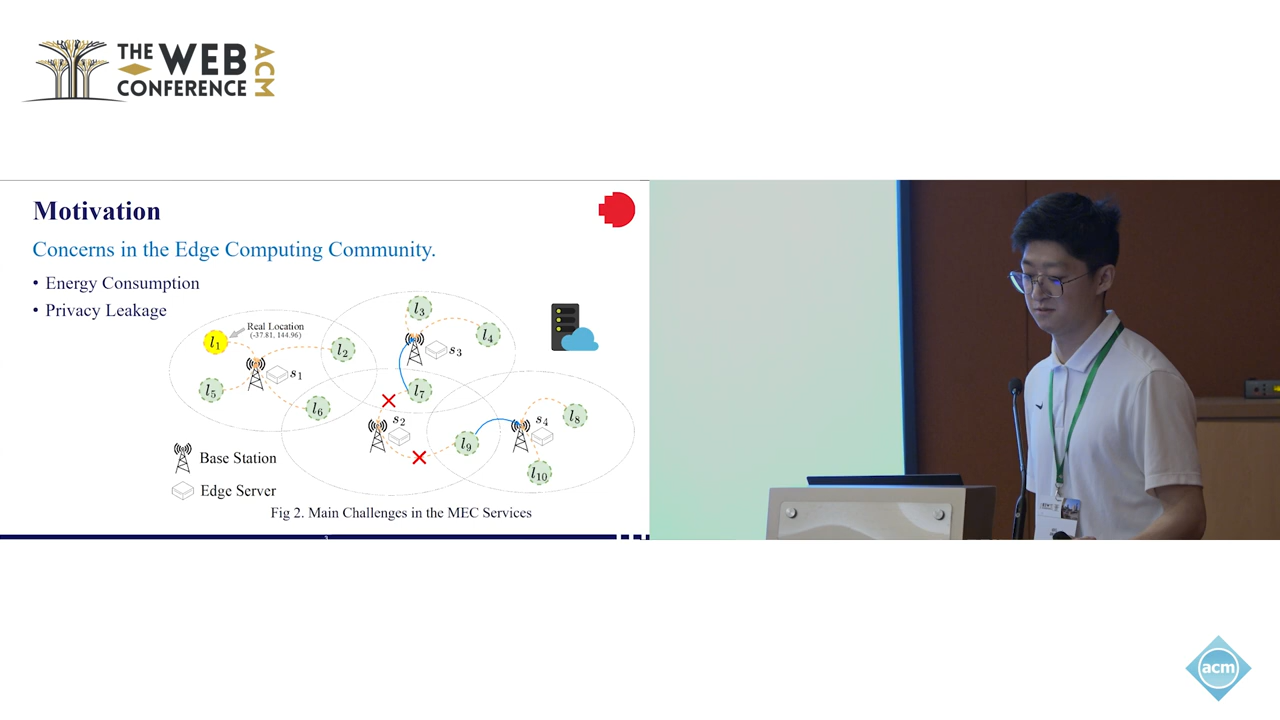 THE WEB
CONFERENCE
ACM
Motivation
Concerns in the Edge Computing Community.
• Energy Consumption
• Privacy Leakage
Real Location
(-37.81, 144.96)
l1
l2
l3
l4
l5
l6
l7
l8
l9
l10
s1
s2
s3
s4
Base Station
Edge Server
Fig 2. Main Challenges in the MEC Services
acm